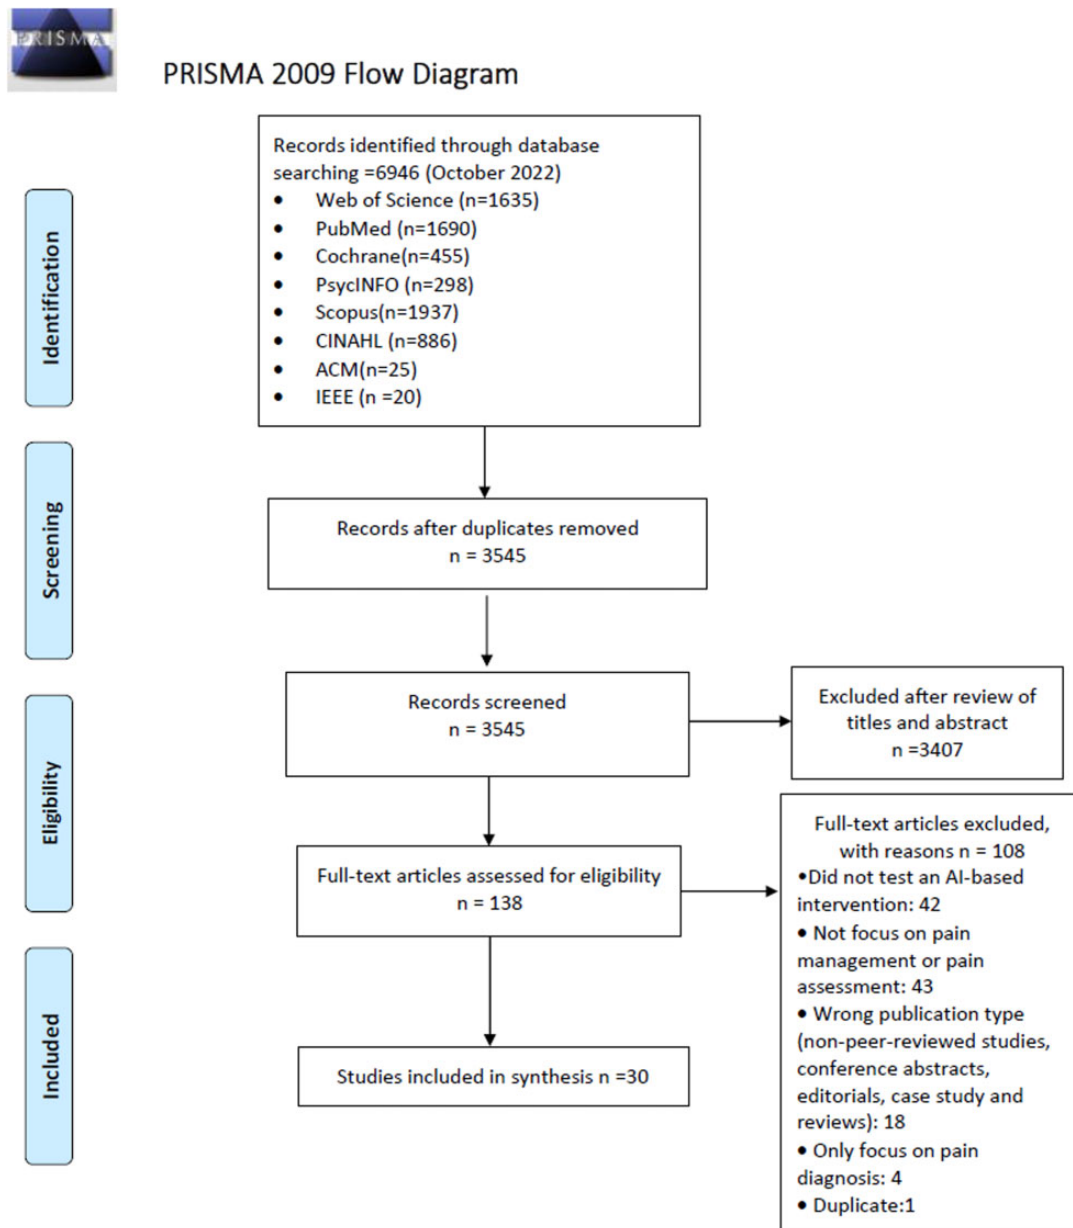 PRISMA
PRISMA 2009 Flow Diagram
Identification
Records identified through database
searching =6946 (October 2022)
• Web of Science (n=1635)
• PubMed (n=1690)
• Cochrane(n=455)
• PsycINFO (n=298)
• Scopus(n=1937)
• CINAHL (n=886)
• ACM(n=25)
• IEEE (n =20)
Screening
Records after duplicates removed
n = 3545
Records screened
n = 3545
Excluded after review of
titles and abstract
n =3407
Eligibility
Full-text articles assessed for eligibility
n = 138
Full-text articles excluded,
with reasons n = 108
•Did not test an AI-based
intervention: 42
• Not focus on pain
management or pain
assessment: 43
• Wrong publication type
(non-peer-reviewed studies,
conference abstracts,
editorials, case study and
reviews): 18
• Only focus on pain
diagnosis: 4
• Duplicate:1
Included
Studies included in synthesis n =30